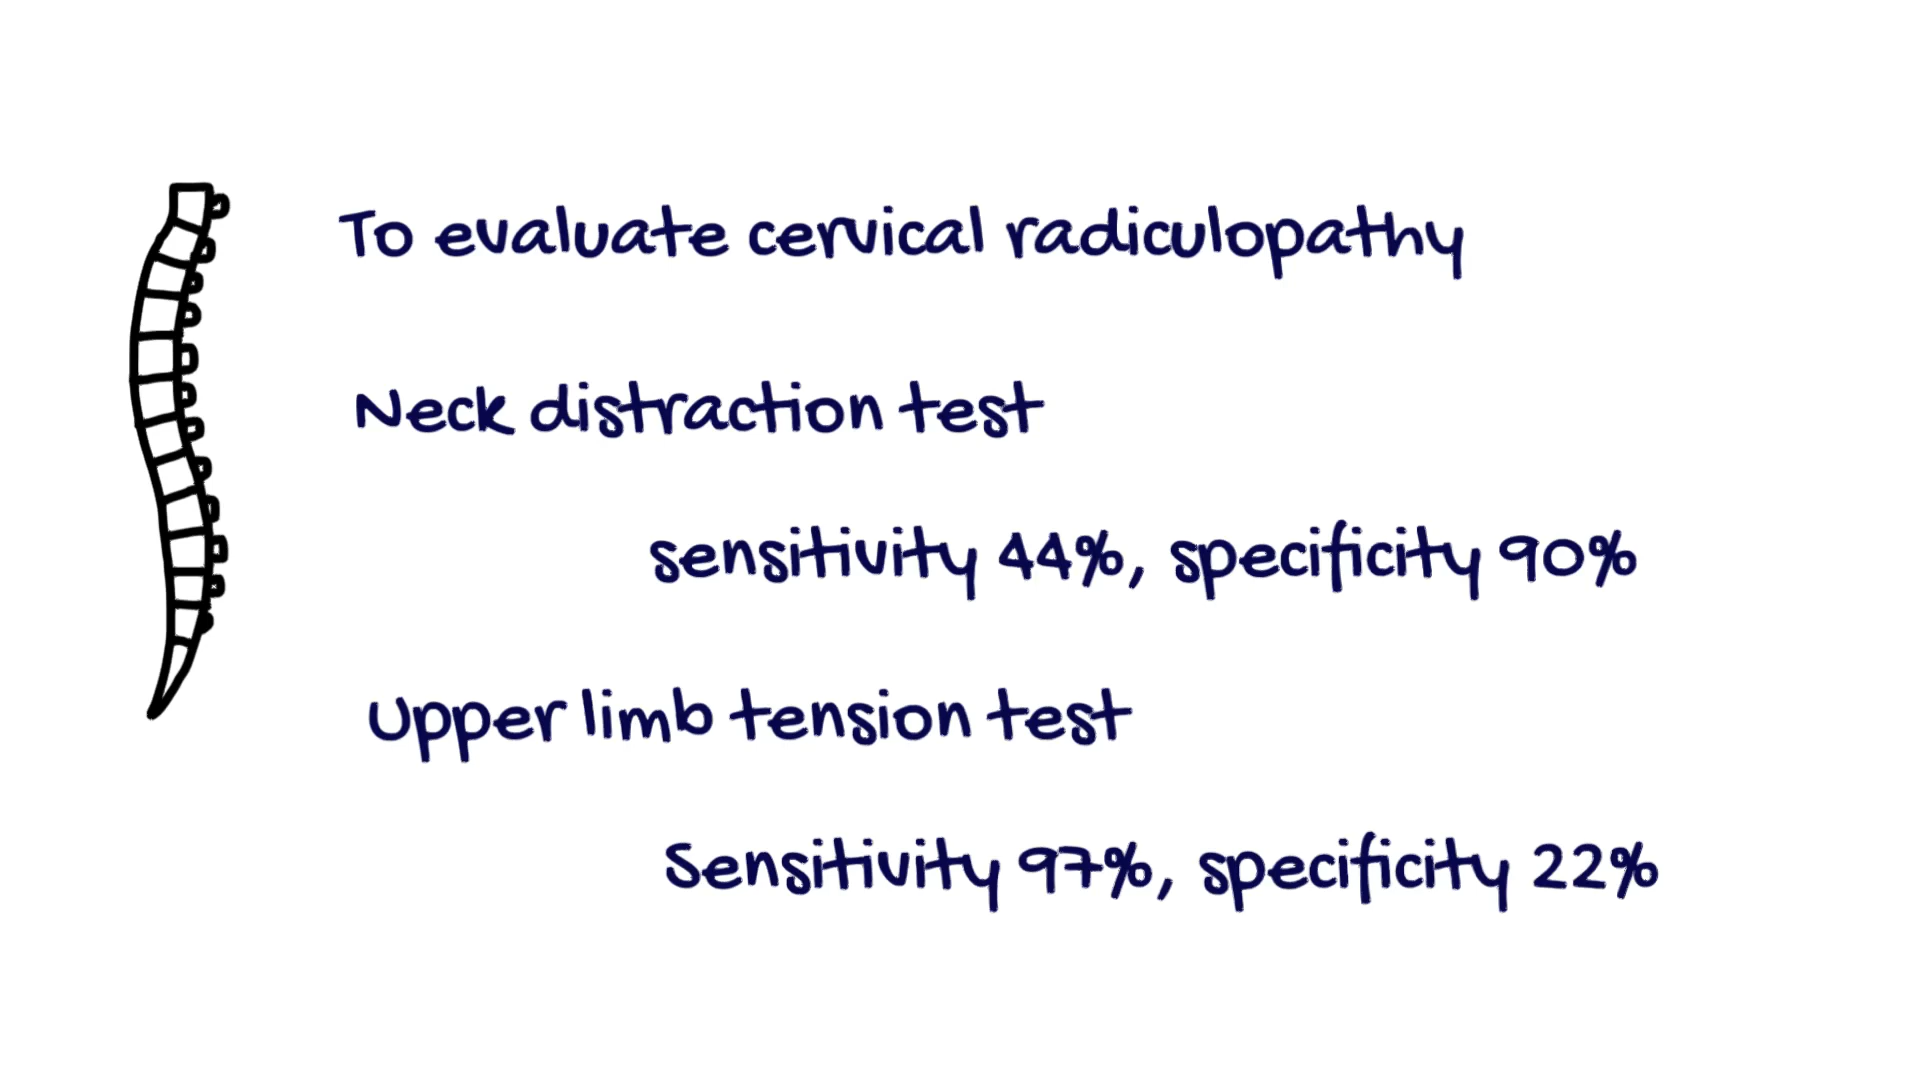 To evaluate cervical radiculopathy
Neck distraction test
sensitivity 44%, specificity 90%
Upper limb tension test
Sensitivity 97%, specificity 22%